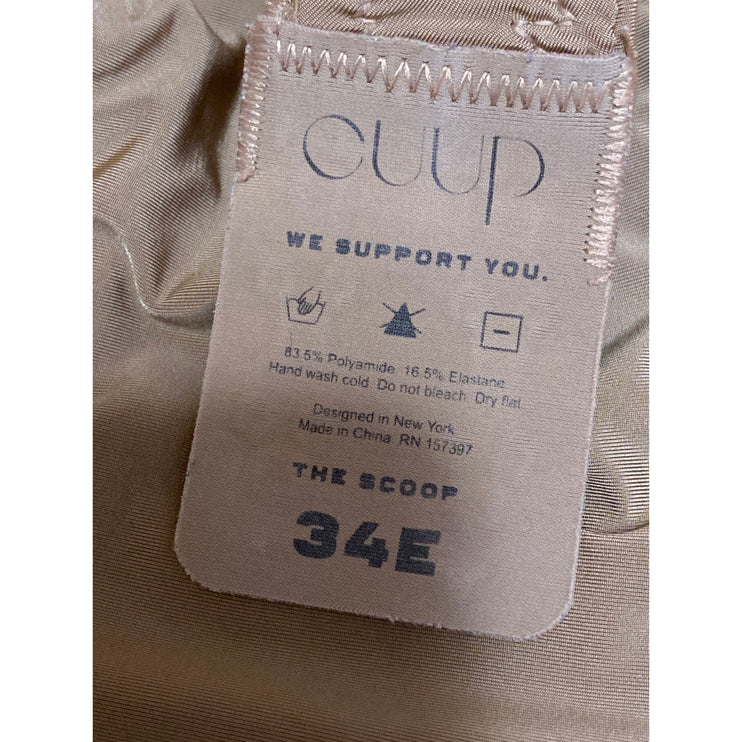 CUUP
WE SUPPORT YOU.
83.5% Polyamide 16.5% Elastane
Hand wash cold. Do not bleach. Dry flat
Designed in New York
Made in China. RN 157397
THE SCOOP
34E